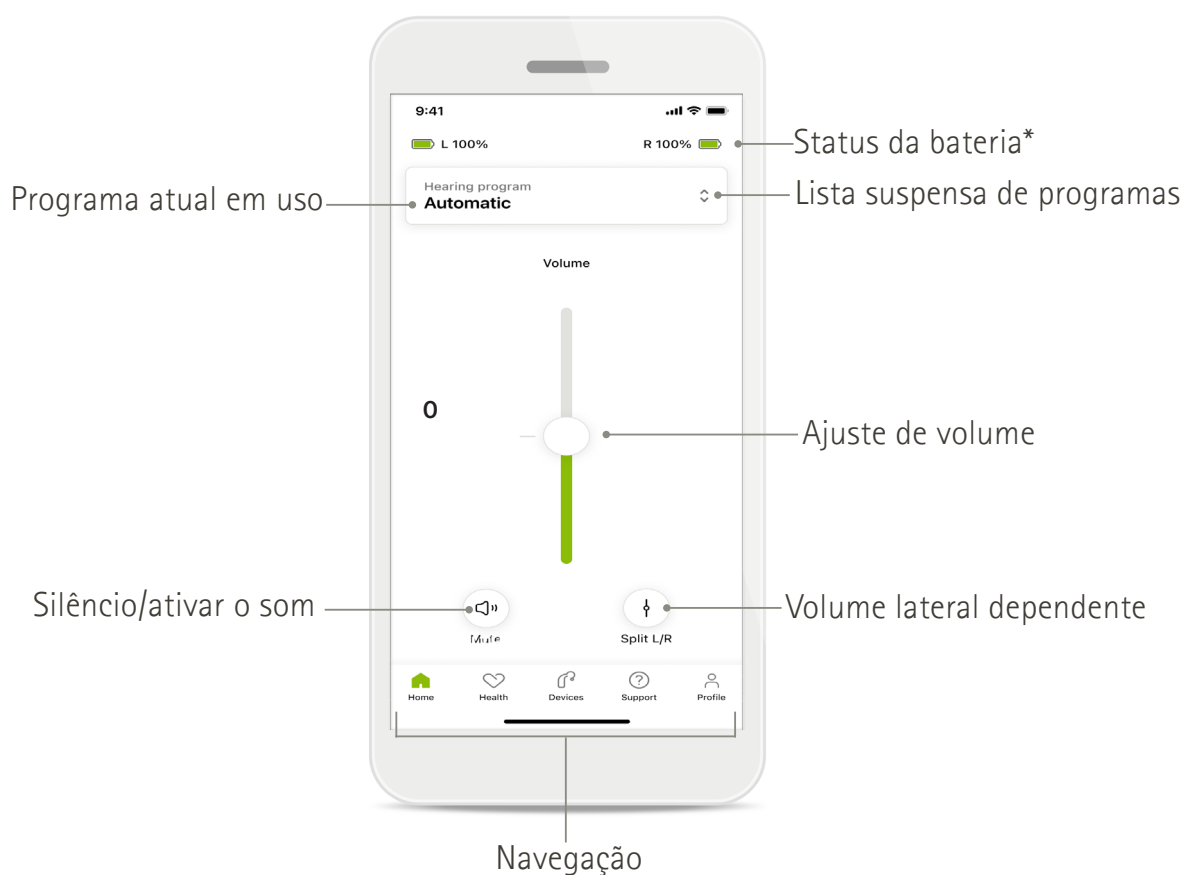 9:41
L 100%
R 100%
Status da bateria*
Programa atual em uso
Hearing program
Automatic
Lista suspensa de programas
Volume
0
Ajuste de volume
Silêncio/ativar o som
Mute
Split L/R
Volume lateral dependente
Home
Health
Devices
Support
Profile
Navegação